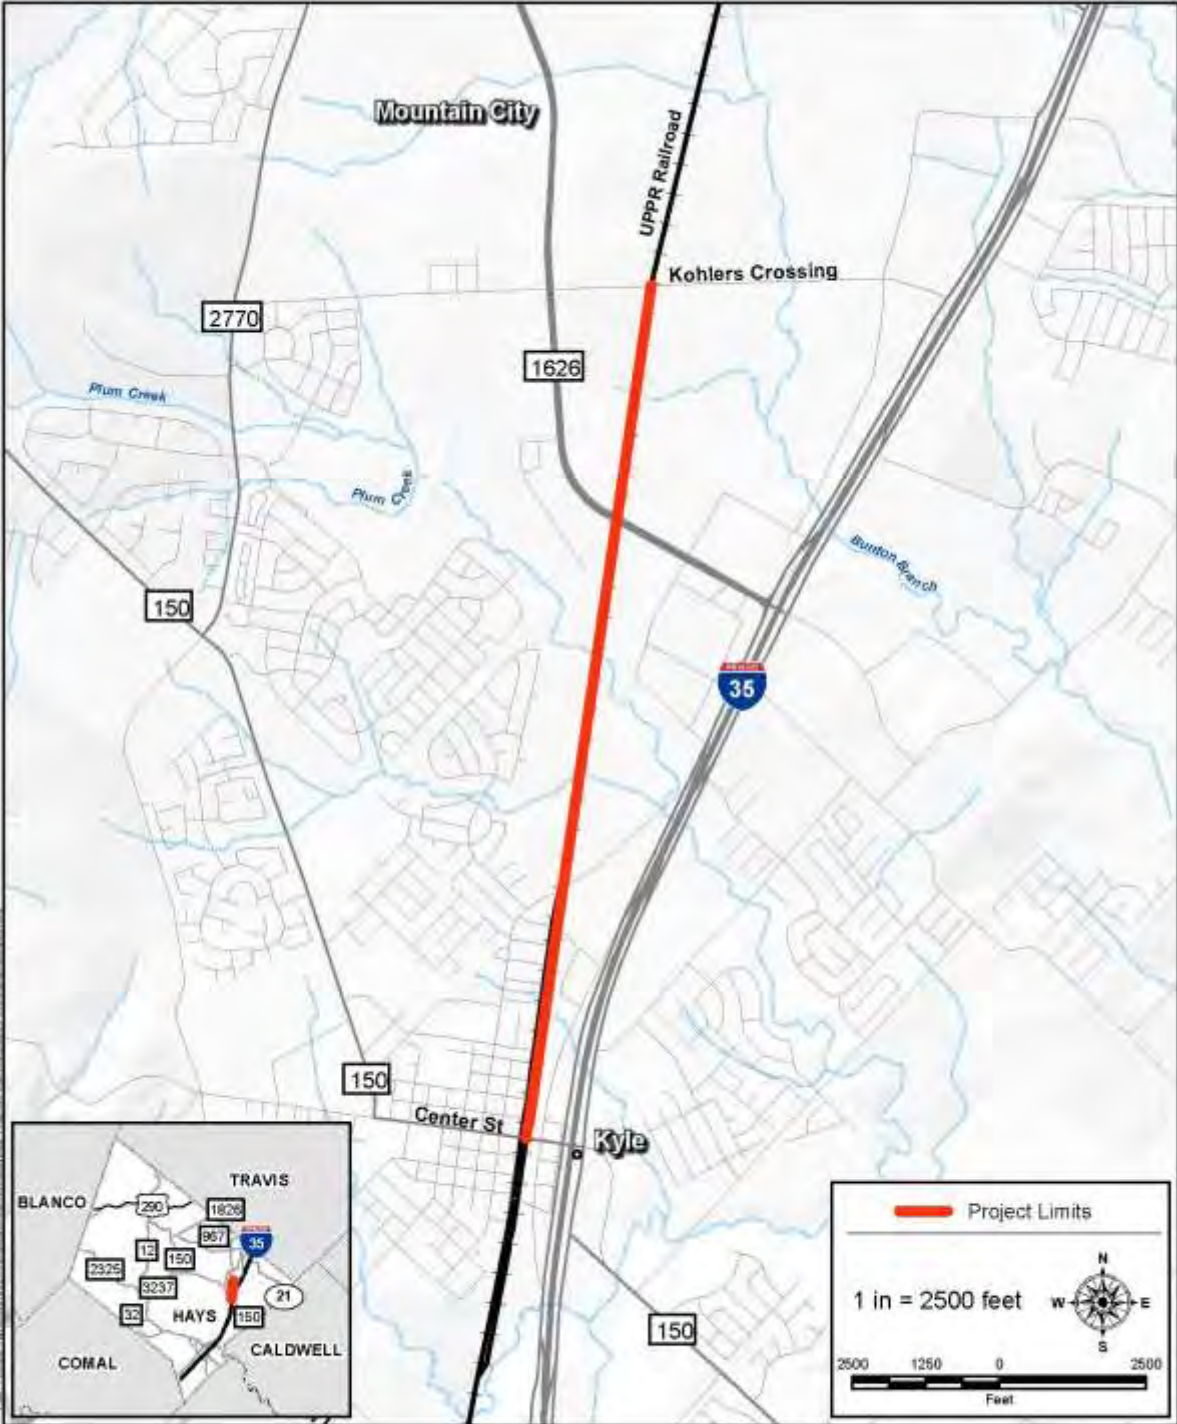 Mountain City
UPPR Railroad
Kohlers Crossing
2770
1626
Plum Creek
Plum Creek
Bunton Branch
150
35
150
Center St
Kyle
150
TRAVIS
BLANCO
290
1826
967
35
12
150
2325
3237
21
32
HAYS
150
CALDWELL
COMAL
Project Limits
1 in = 2500 feet
N
W
E
S
2500 1250 0 2500
Feet